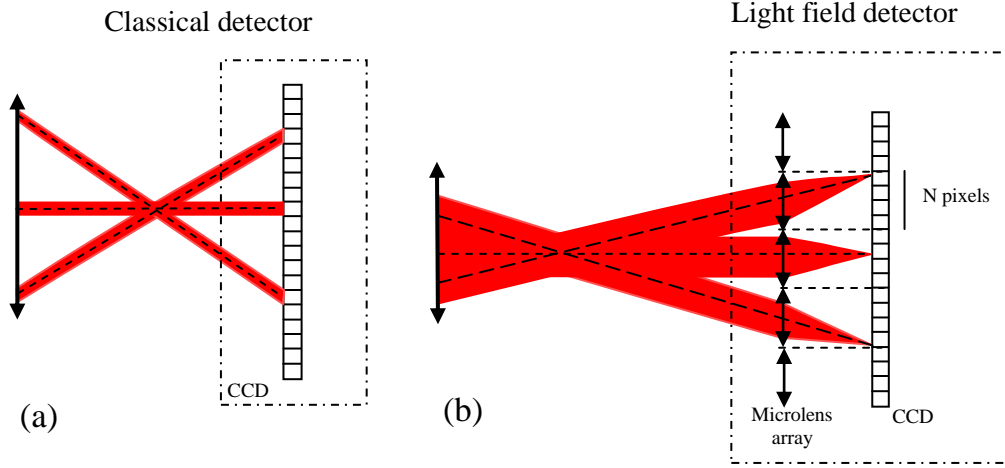 Classical detector
Light field detector
N pixels
CCD
(a)
(b)
Microlens
array
CCD